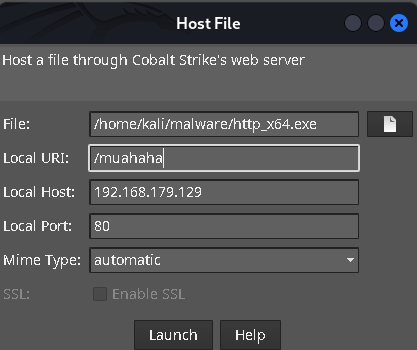 Host File
Host a file through Cobalt Strike's web server
File: /home/kali/malware/http_x64.exe
Local URI: /muahaha
Local Host: 192.168.179.129
Local Port: 80
Mime Type: automatic
SSL: Enable SSL
Launch Help